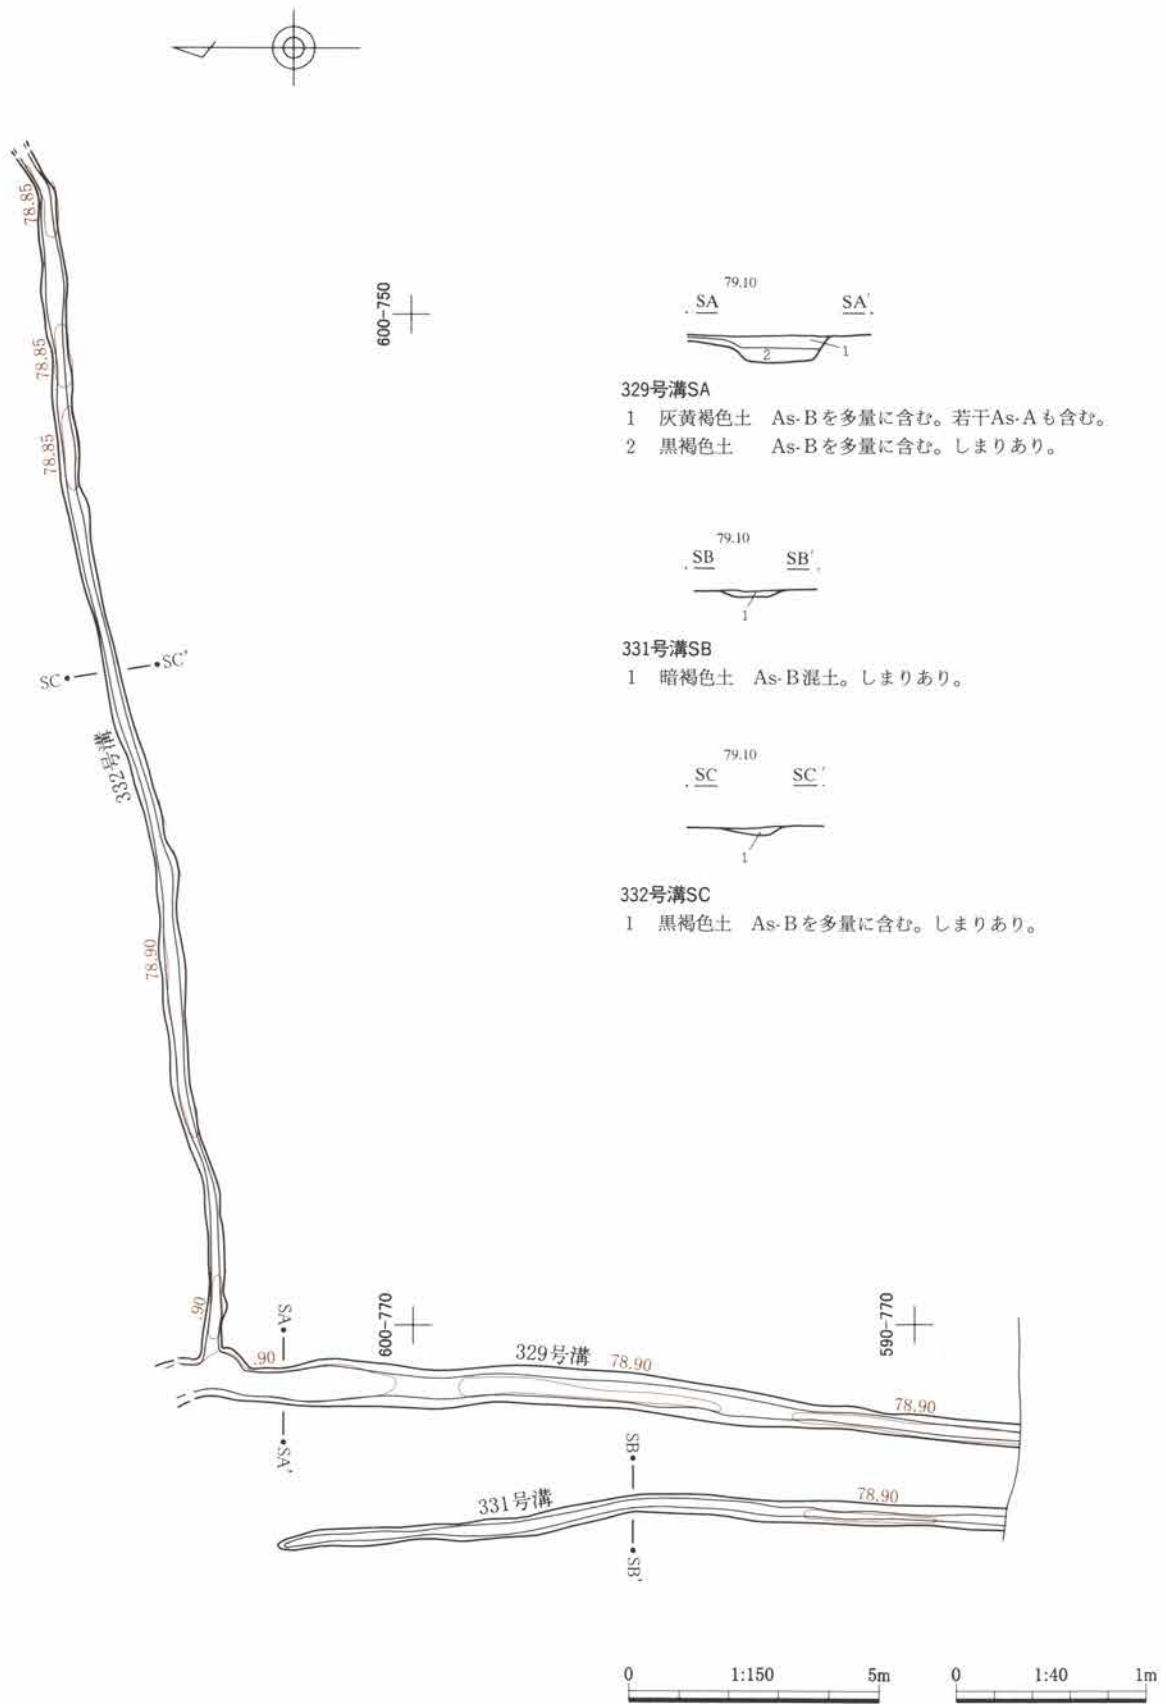 78.85
600-750
79.10
SA SA′
1
2
329号溝SA
1 灰黄褐色土 As-Bを多量に含む。若干As-Aも含む。
2 黒褐色土 As-Bを多量に含む。しまりあり。
78.85
78.85
79.10
SB SB′
1
331号溝SB
1 暗褐色土 As-B混土。しまりあり。
SC SC′
332号溝
79.10
SC SC′
1
332号溝SC
1 黒褐色土 As-Bを多量に含む。しまりあり。
78.90
.90
SA
600-770
590-770
.90
329号溝 78.90
78.90
SA′
SB
331号溝
78.90
SB′
0 1:150 5m
0 1:40 1m